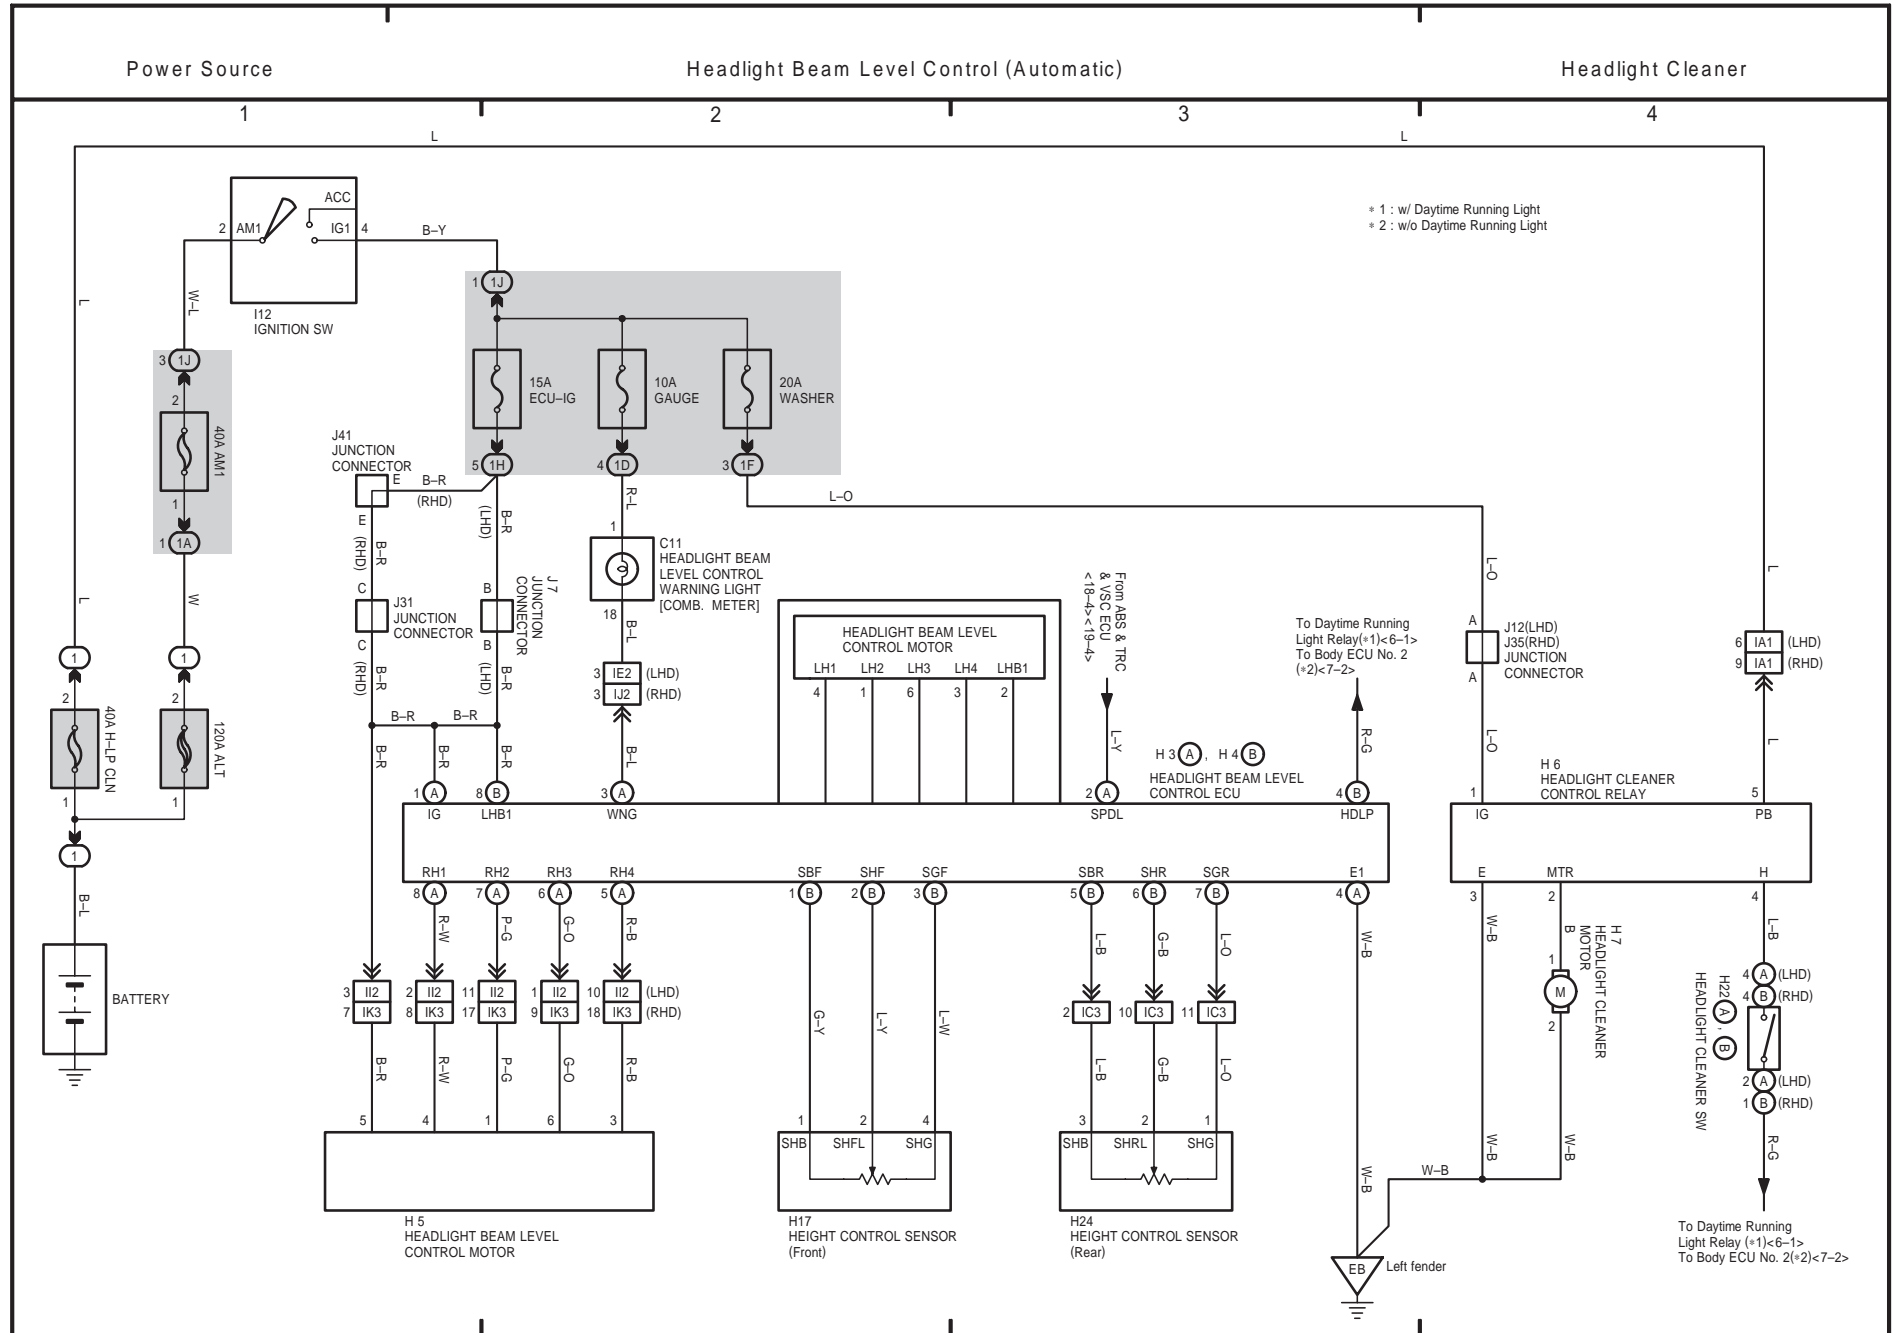 Power Source
Headlight Beam Level Control (Automatic)
Headlight Cleaner
1
2
3
4
L
L
∗ 1 : w/ Daytime Running Light
∗ 2 : w/o Daytime Running Light
ACC
2
AM1
IG1
4
B–Y
I12
IGNITION SW
L
W–L
1
1J
15A
ECU–IG
10A
GAUGE
20A
WASHER
5
1H
4
1D
3
1F
3
1J
2
40A AM1
1
1
1A
W
L
1
1
2
2
40A H–LP CLN
120A ALT
1
1
1
B–L
BATTERY
J41
JUNCTION
CONNECTOR
E
B–R
(RHD)
E
(RHD)
B–R
(LHD)
B–R
C
J31
JUNCTION
CONNECTOR
C
(RHD)
B–R
B
J 7
JUNCTION
CONNECTOR
B
(LHD)
B–R
B–R
B–R
B–R
B–R
B–R
R–L
1
C11
HEADLIGHT BEAM
LEVEL CONTROL
WARNING LIGHT
[COMB. METER]
18
B–L
3
IE2
(LHD)
3
IJ2
(RHD)
B–L
HEADLIGHT BEAM LEVEL
CONTROL MOTOR
LH1
LH2
LH3
LH4
LHB1
4
1
6
3
2
From ABS & TRC
& VSC ECU
<18–4><19–4>
L–Y
To Daytime Running
Light Relay(∗1)<6–1>
To Body ECU No. 2
(∗2)<7–2>
R–G
H 3
A
,
H 4
B
HEADLIGHT BEAM LEVEL
CONTROL ECU
1
A
8
B
3
A
2
A
4
B
IG
LHB1
WNG
SPDL
HDLP
RH1
RH2
RH3
RH4
SBF
SHF
SGF
SBR
SHR
SGR
E1
8
A
7
A
6
A
5
A
1
B
2
B
3
B
5
B
6
B
7
B
4
A
R–W
P–G
G–O
R–B
L–B
G–B
L–O
W–B
3
II2
2
II2
11
II2
1
II2
10
II2
(LHD)
7
IK3
8
IK3
17
IK3
9
IK3
18
IK3
(RHD)
2
IC3
10
IC3
11
IC3
G–Y
L–Y
L–W
B–R
R–W
P–G
G–O
R–B
L–B
G–B
L–O
5
4
1
6
3
1
2
4
3
2
1
SHB
SHFL
SHG
SHB
SHRL
SHG
H 5
HEADLIGHT BEAM LEVEL
CONTROL MOTOR
H17
HEIGHT CONTROL SENSOR
(Front)
H24
HEIGHT CONTROL SENSOR
(Rear)
W–B
EB
Left fender
L–O
L–O
A
J12(LHD)
J35(RHD)
JUNCTION
CONNECTOR
A
L–O
L
6
IA1
(LHD)
9
IA1
(RHD)
L
H 6
HEADLIGHT CLEANER
CONTROL RELAY
1
5
IG
PB
E
MTR
H
3
2
4
W–B
B
H 7
HEADLIGHT CLEANER
MOTOR
1
M
2
L–B
4
A
(LHD)
4
B
(RHD)
H22
A
,
B
HEADLIGHT CLEANER SW
2
A
(LHD)
1
B
(RHD)
W–B
W–B
W–B
R–G
To Daytime Running
Light Relay (∗1)<6–1>
To Body ECU No. 2(∗2)<7–2>